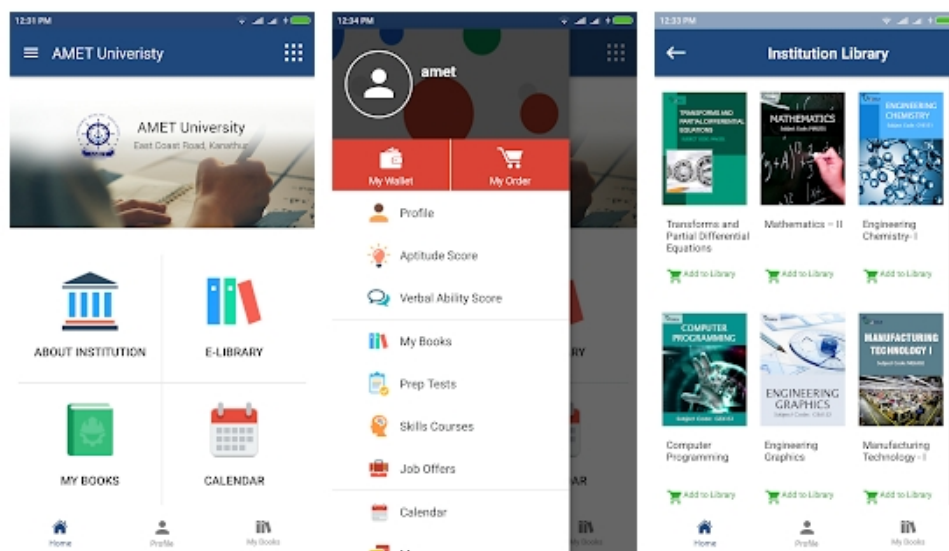 12:31 PM
AMET Univeristy
AMET University
East Coast Road, Kanathur
ABOUT INSTITUTION
E-LIBRARY
MY BOOKS
CALENDAR
Home
Profile
My Books
12:34 PM
amet
My Wallet
My Order
Profile
Aptitude Score
Verbal Ability Score
My Books
Prep Tests
Skills Courses
Job Offers
Calendar
RY
AR
12:33 PM
Institution Library
TRANSFORMS AND
PARTIAL DIFFERENTIAL
EQUATIONS
MATHEMATICS
ENGINEERING
CHEMISTRY
Transforms and
Partial Differential
Equations
Mathematics – II
Engineering
Chemistry- I
Add to Library
Add to Library
Add to Library
COMPUTER
PROGRAMMING
ENGINEERING
GRAPHICS
MANUFACTURING
TECHNOLOGY I
Computer
Programming
Engineering
Graphics
Manufacturing
Technology - I
Add to Library
Add to Library
Add to Library
Home
Profile
My Books